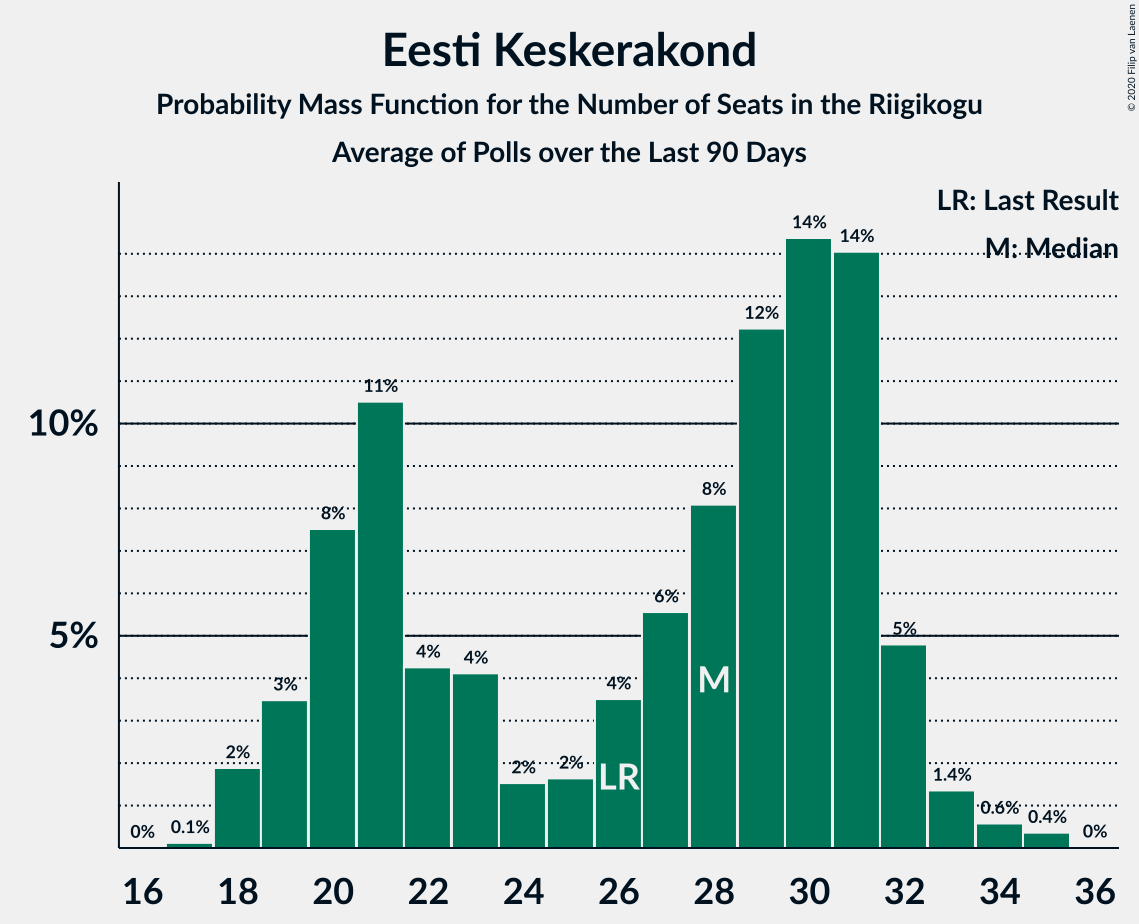 Eesti Keskerakond
Probability Mass Function for the Number of Seats in the Riigikogu
Average of Polls over the Last 90 Days
© 2020 Filip van Laenen
LR: Last Result
M: Median
10%
5%
0%
0.1%
2%
3%
8%
11%
4%
4%
2%
2%
4%
6%
8%
12%
14%
14%
5%
1.4%
0.6%
0.4%
0%
LR
M
16 18 20 22 24 26 28 30 32 34 36